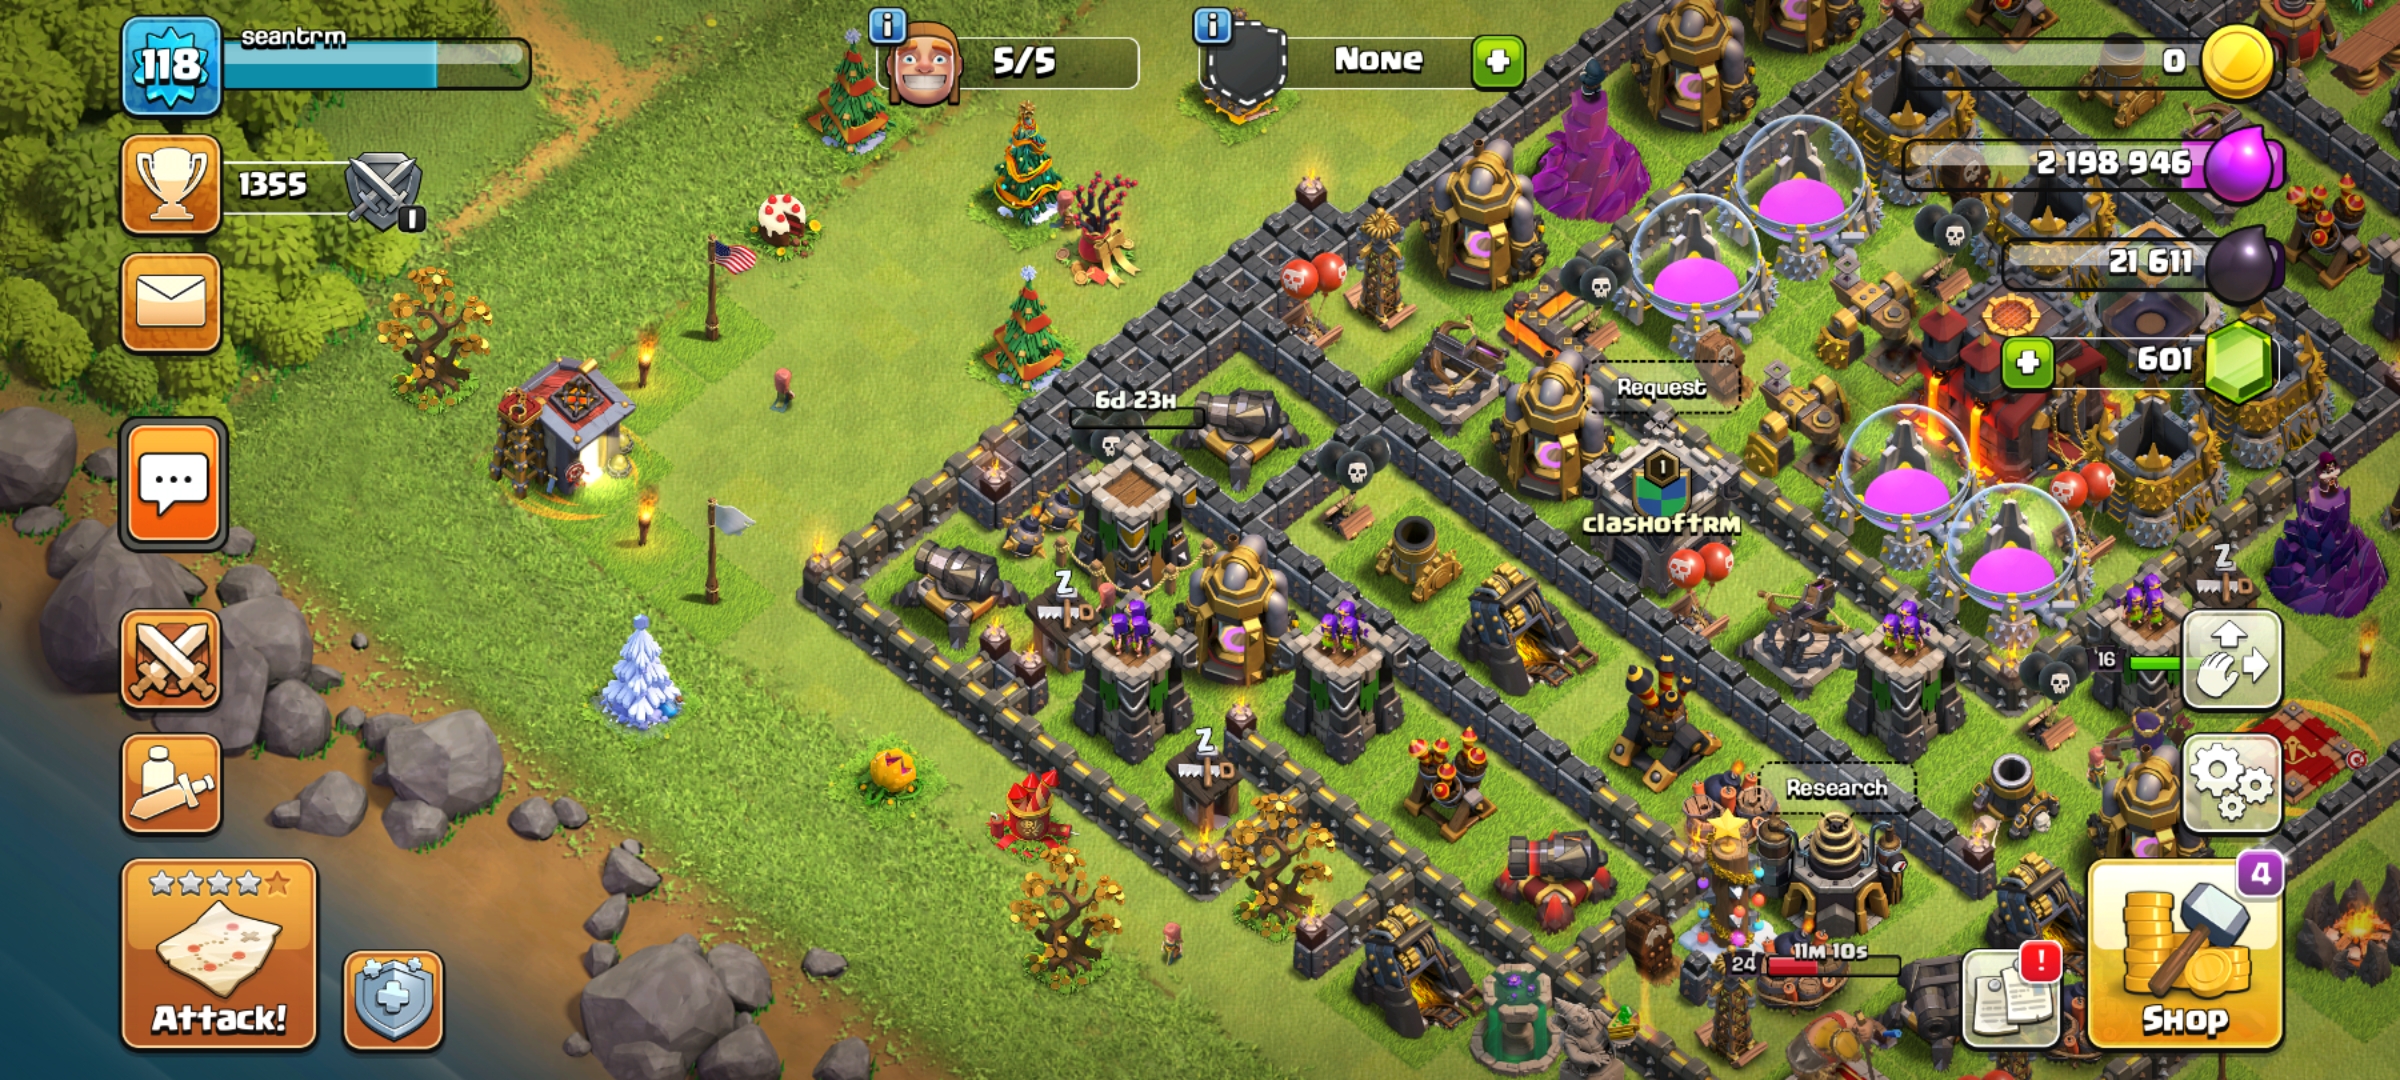 118
seantrm
5/5
None
0
1355
I
2 198 946
21 611
601
Request
6d 23h
1
clashoftrm
Z
Z
Z
16
Research
4
11m 10s
24
!
Attack!
Shop